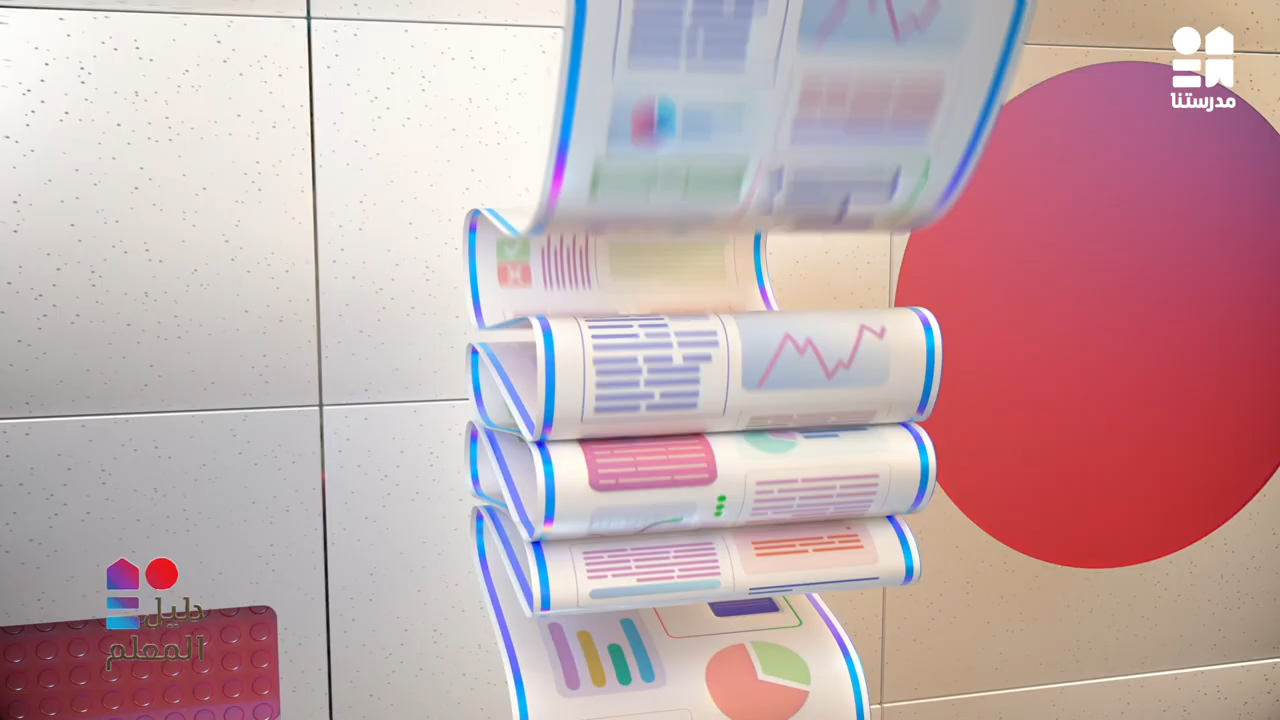 مدرستنا
دليل
المعلم